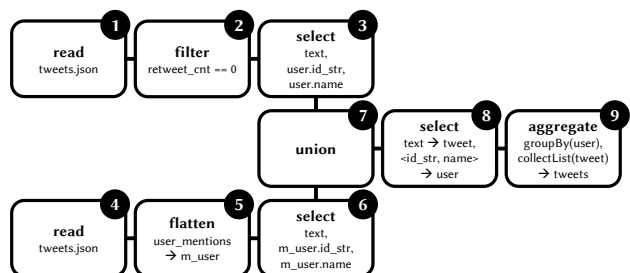 1
read
tweets.json
2
filter
retweet_cnt == 0
3
select
text,
user.id_str,
user.name
7
union
8
select
text → tweet,
<id_str, name>
→ user
9
aggregate
groupBy(user),
collectList(tweet)
→ tweets
4
read
tweets.json
5
flatten
user_mentions
→ m_user
6
select
text,
m_user.id_str,
m_user.name